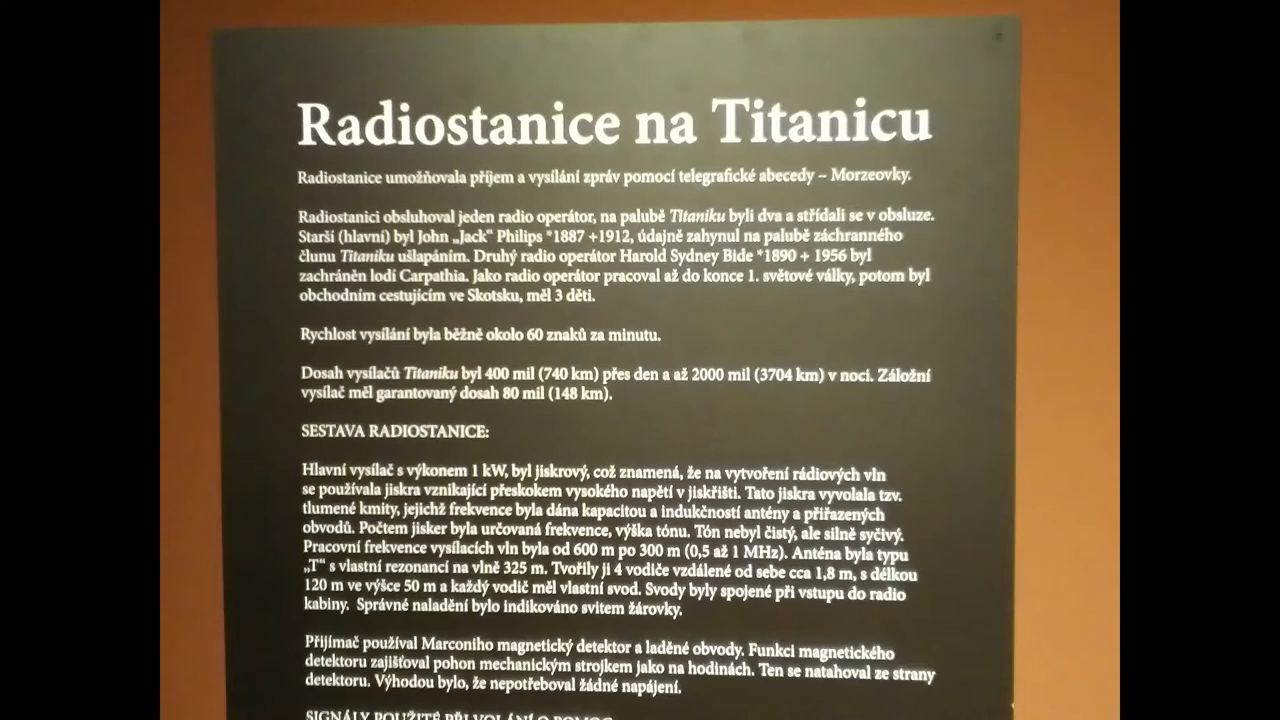 Radiostanice na Titanicu
Radiostanice umožňovala příjem a vysílání zpráv pomocí telegrafické abecedy – Morzeovky.
Radiostanici obsluhoval jeden radio operátor, na palubě Titaniku byli dva a střídali se v obsluze.
Starší (hlavní) byl John „Jack“ Philips *1887 +1912, údajně zahynul na palubě záchranného
člunu Titaniku ušlapáním. Druhý radio operátor Harold Sydney Bide *1890 + 1956 byl
zachráněn lodí Carpathia. Jako radio operátor pracoval až do konce 1. světové války, potom byl
obchodním cestujícím ve Skotsku, měl 3 děti.
Rychlost vysílání byla běžně okolo 60 znaků za minutu.
Dosah vysílačů Titaniku byl 400 mil (740 km) přes den a až 2000 mil (3704 km) v noci. Záložní
vysílač měl garantovaný dosah 80 mil (148 km).
SESTAVA RADIOSTANICE:
Hlavní vysílač s výkonem 1 kW, byl jiskrový, což znamená, že na vytvoření rádiových vln
se používala jiskra vznikající přeskokem vysokého napětí v jiskřišti. Tato jiskra vyvolala tzv.
tlumené kmity, jejichž frekvence byla dána kapacitou a indukčností antény a přiřazených
obvodů. Počtem jisker byla určovaná frekvence, výška tónu. Tón nebyl čistý, ale silně syčivý.
Pracovní frekvence vysílacích vln byla od 600 m po 300 m (0,5 až 1 MHz). Anténa byla typu
„T“ s vlastní rezonancí na vlně 325 m. Tvořily ji 4 vodiče vzdálené od sebe cca 1,8 m, s délkou
120 m ve výšce 50 m a každý vodič měl vlastní svod. Svody byly spojené při vstupu do radio
kabiny. Správné naladění bylo indikováno svitem žárovky.
Přijímač používal Marconiho magnetický detektor a laděné obvody. Funkci magnetického
detektoru zajišťoval pohon mechanickým strojkem jako na hodinách. Ten se natahoval ze strany
detektoru. Výhodou bylo, že nepotřeboval žádné napájení.
SIGNÁLY POUŽITÉ PŘI VOLÁNÍ O POMOC